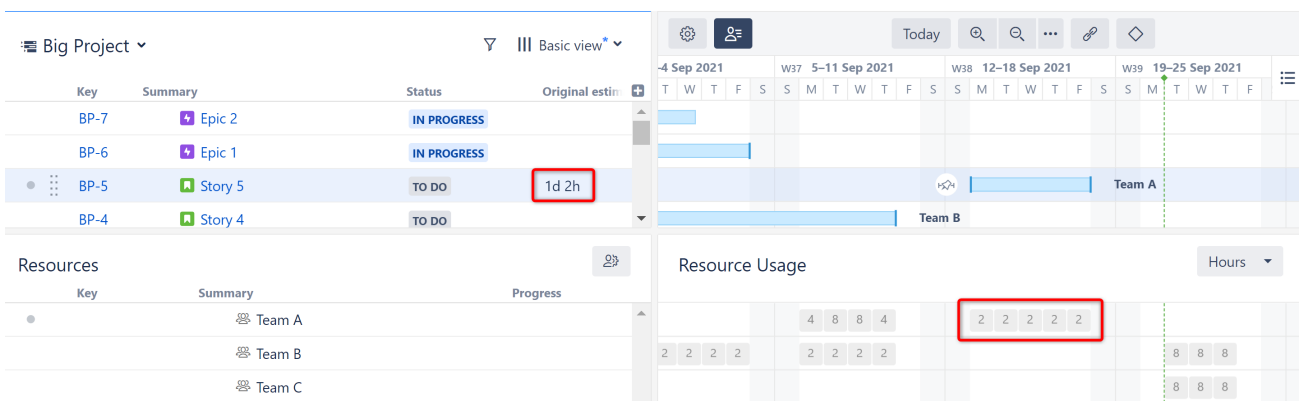 Big Project
Basic view*
Today
-4 Sep 2021 W37 5–11 Sep 2021 W38 12–18 Sep 2021 W39 19–25 Sep 2021
Key Summary Status Original estim
T W T F S S M T W T F S S M T W T F S S M T W T F
BP-7 Epic 2 IN PROGRESS
BP-6 Epic 1 IN PROGRESS
BP-5 Story 5 TO DO 1d 2h Team A
BP-4 Story 4 TO DO Team B
Resources
Resource Usage Hours
Key Summary Progress
Team A 4 8 8 4 2 2 2 2 2
Team B 2 2 2 2 2 2 2 2 8 8 8
Team C 8 8 8